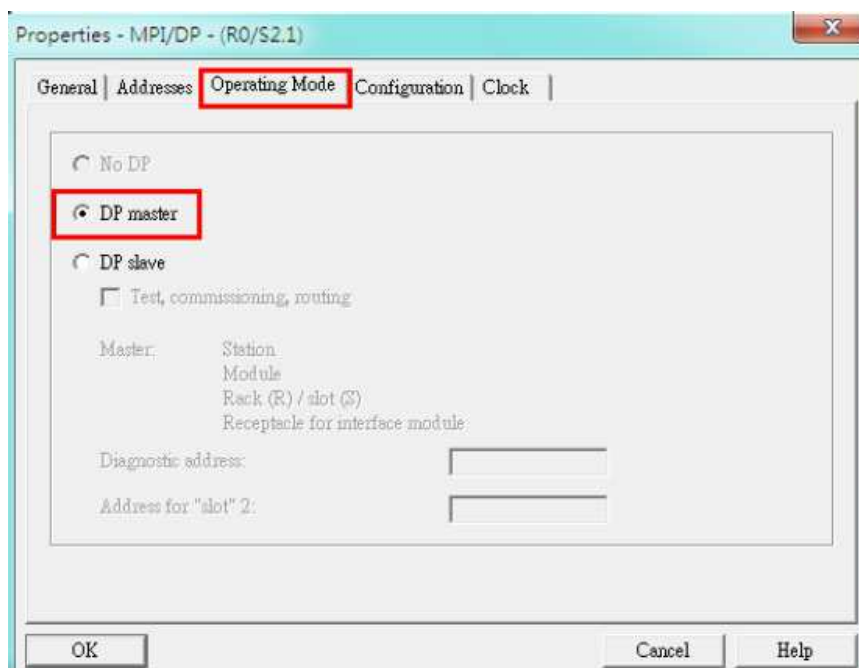 Properties - MPI/DP - (R0/S2.1)
General Addresses Operating Mode Configuration Clock
No DP
DP master
DP slave
Test, commissioning, routing
Master: Station
Module
Rack (R) / slot (S)
Receptacle for interface module
Diagnostic address:
Address for "slot" 2:
OK Cancel Help